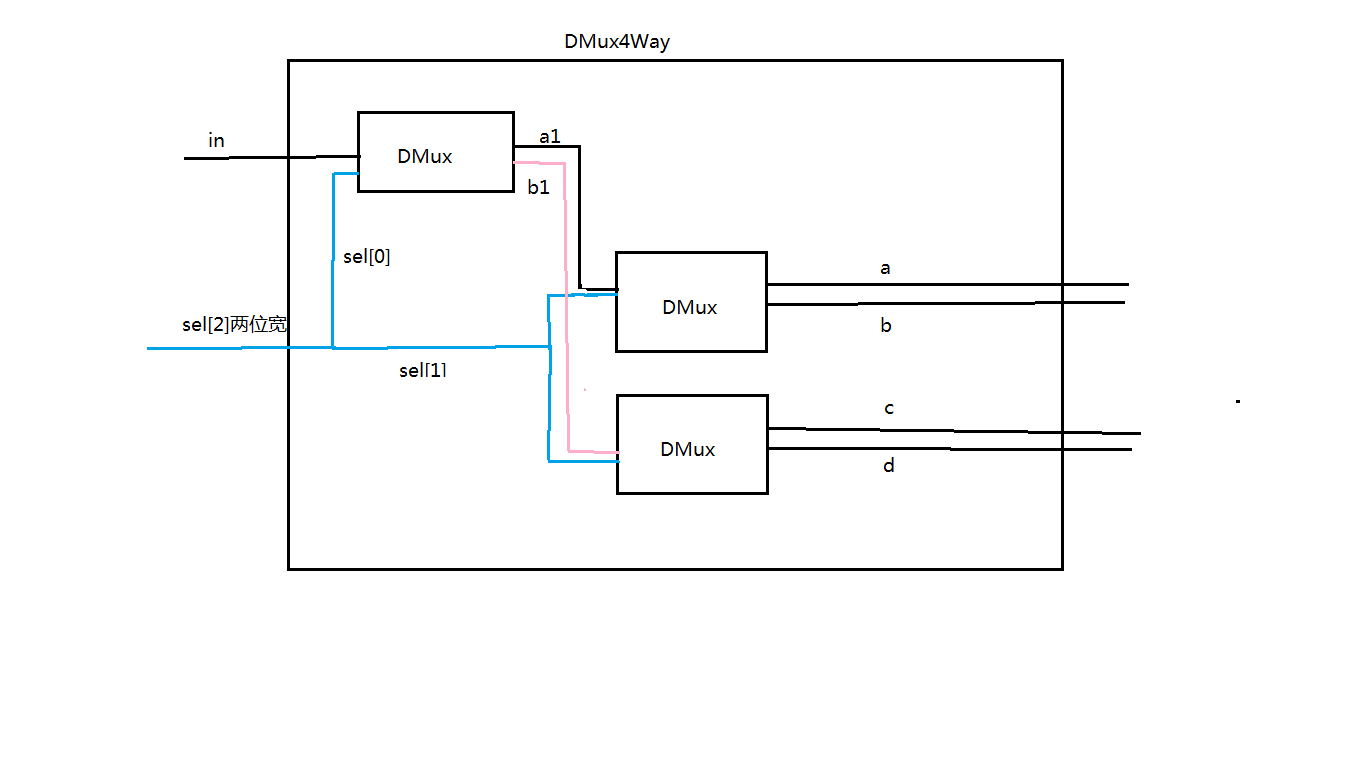 DMux4Way
in
DMux
a1
b1
sel[0]
sel[2]两位宽
sel[1]
DMux
a
b
DMux
c
d